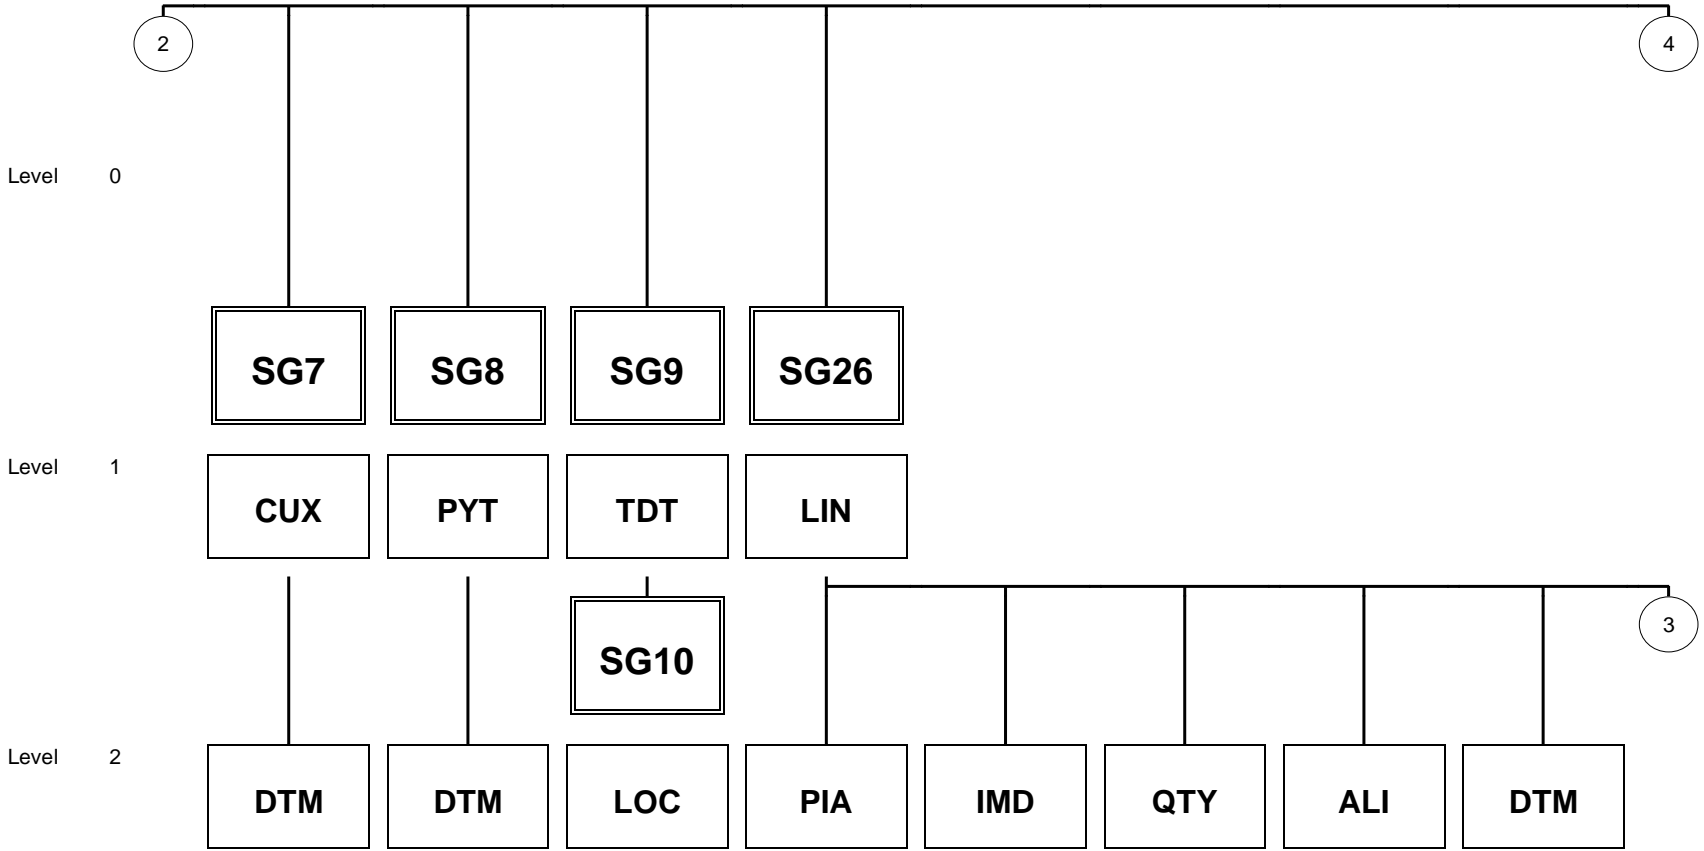 2
4
Level 0
SG7 SG8 SG9 SG26
Level 1
CUX PYT TDT LIN
3
SG10
Level 2
DTM DTM LOC PIA IMD QTY ALI DTM